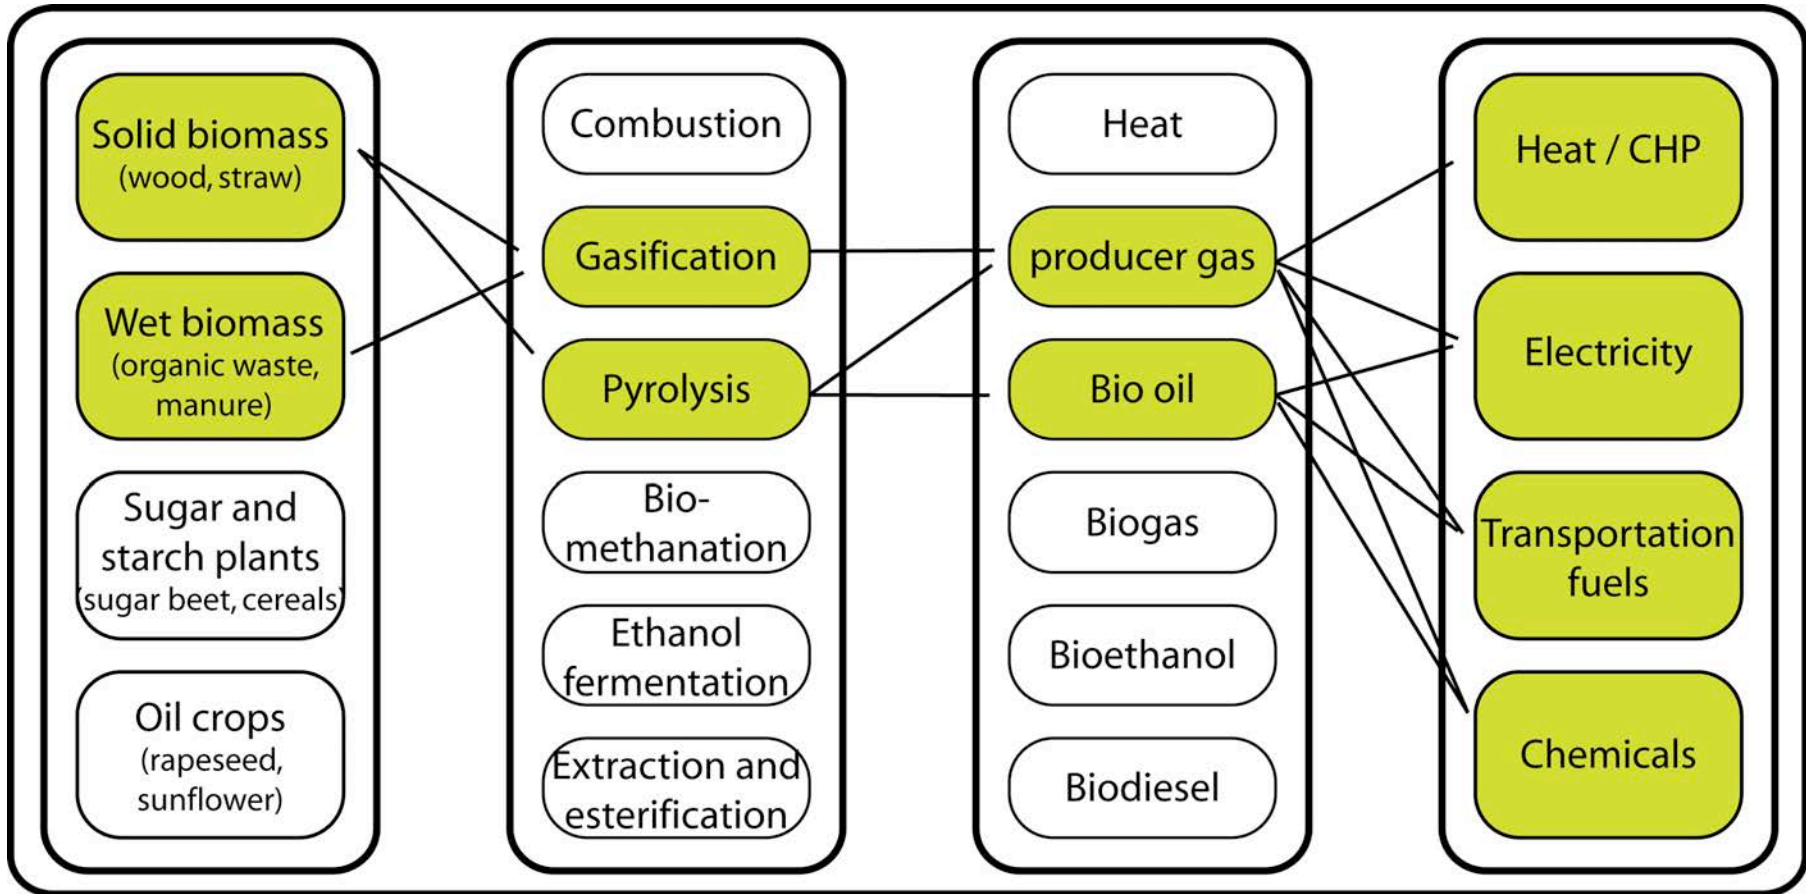 Solid biomass
(wood, straw)
Wet biomass
(organic waste,
manure)
Sugar and
starch plants
(sugar beet, cereals)
Oil crops
(rapeseed,
sunflower)
Combustion
Gasification
Pyrolysis
Bio-
methanation
Ethanol
fermentation
Extraction and
esterification
Heat
producer gas
Bio oil
Biogas
Bioethanol
Biodiesel
Heat / CHP
Electricity
Transportation
fuels
Chemicals